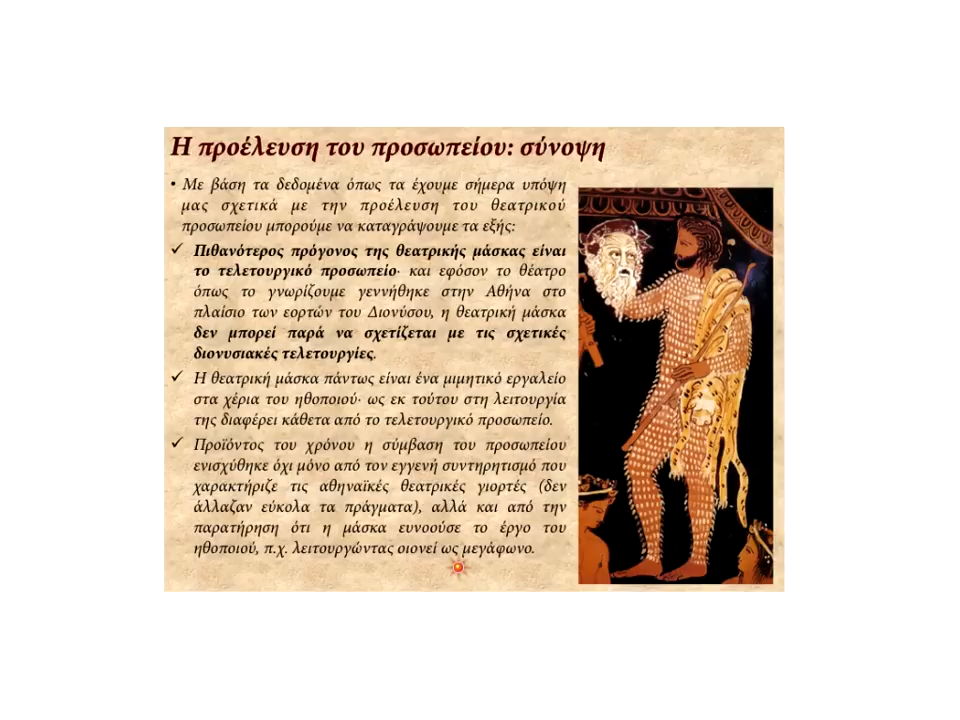 Η προέλευση του προσωπείου: σύνοψη
• Με βάση τα δεδομένα όπως τα έχουμε σήμερα υπόψη
μας σχετικά με την προέλευση του θεατρικού
προσωπείου μπορούμε να καταγράψουμε τα εξής:
✓ Πιθανότερος πρόγονος της θεατρικής μάσκας είναι
το τελετουργικό προσωπείο· και εφόσον το θέατρο
όπως το γνωρίζουμε γεννήθηκε στην Αθήνα στο
πλαίσιο των εορτών του Διονύσου, η θεατρική μάσκα
δεν μπορεί παρά να σχετίζεται με τις σχετικές
διονυσιακές τελετουργίες.
✓ Η θεατρική μάσκα πάντως είναι ένα μιμητικό εργαλείο
στα χέρια του ηθοποιού· ως εκ τούτου στη λειτουργία
της διαφέρει κάθετα από το τελετουργικό προσωπείο.
✓ Προϊόντος του χρόνου η σύμβαση του προσωπείου
ενισχύθηκε όχι μόνο από τον εγγενή συντηρητισμό που
χαρακτήριζε τις αθηναϊκές θεατρικές γιορτές (δεν
άλλαζαν εύκολα τα πράγματα), αλλά και από την
παρατήρηση ότι η μάσκα ευνοούσε το έργο του
ηθοποιού, π.χ. λειτουργώντας οιονεί ως μεγάφωνο.